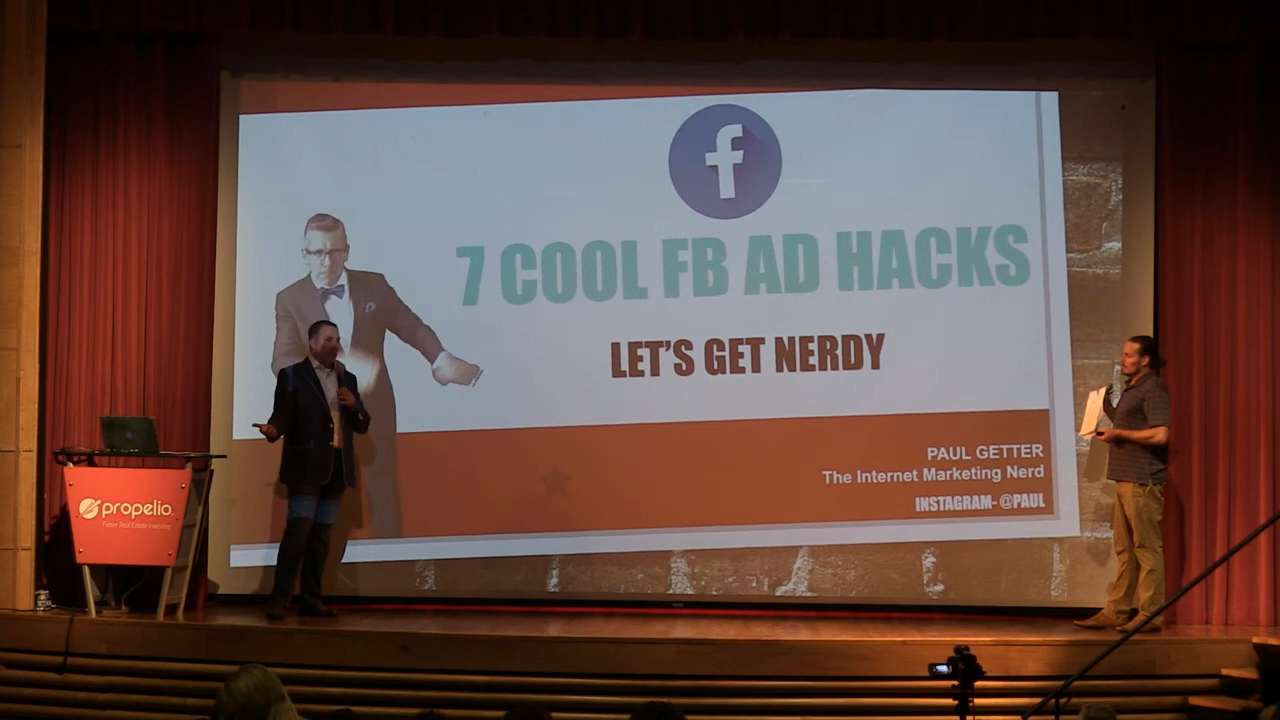 f
7 COOL FB AD HACKS
LET'S GET NERDY
PAUL GETTER
The Internet Marketing Nerd
INSTAGRAM- @PAUL
propelio.
Faster Real Estate Investing